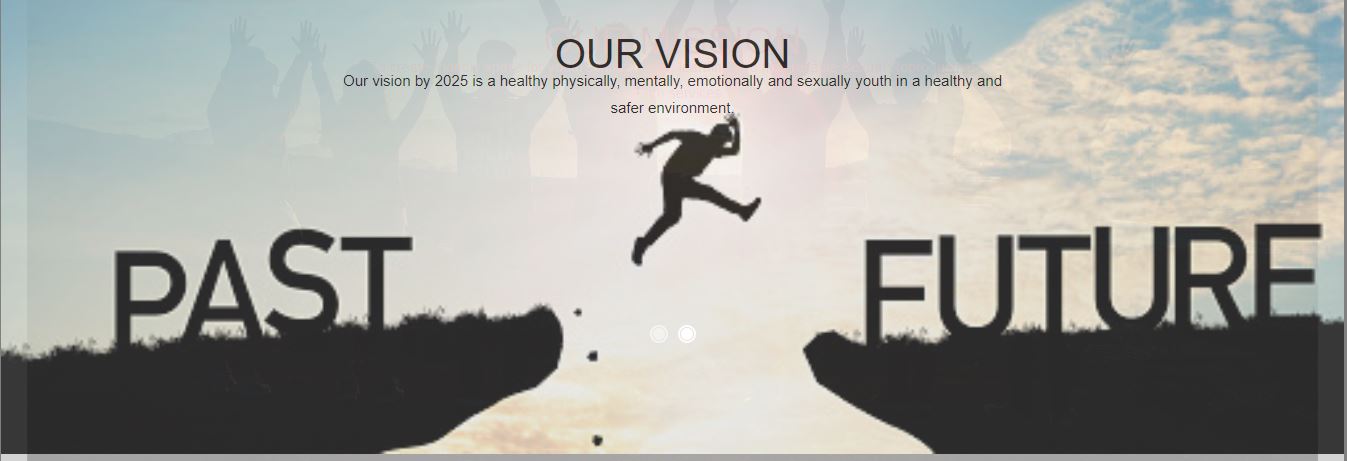 OUR VISION
Our vision by 2025 is a healthy physically, mentally, emotionally and sexually youth in a healthy and
safer environment.
PAST
FUTURE